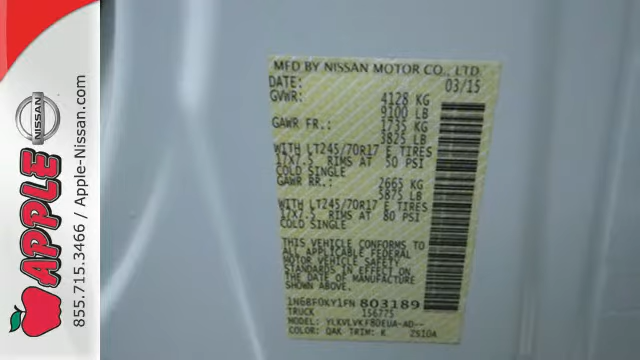 MFD BY NISSAN MOTOR CO., LTD.
DATE: 03/15
GVWR: 4128 KG
9100 LB
GAWR FR.: 1735 KG
3825 LB
WITH LT245/70R17 E TIRES
17X7.5 RIMS AT 50 PSI
COLD SINGLE
GAWR RR.: 2665 KG
5875 LB
WITH LT245/70R17 E TIRES
17X7.5 RIMS AT 80 PSI
COLD SINGLE
THIS VEHICLE CONFORMS TO
ALL APPLICABLE FEDERAL
MOTOR VEHICLE SAFETY
STANDARDS IN EFFECT ON
THE DATE OF MANUFACTURE
SHOWN ABOVE.
1N6BF0KY1FN 803189
TRUCK 156775
MODEL:
COLOR: QAK TRIM: K
NISSAN
APPLE
855.715.3466 / Apple-Nissan.com